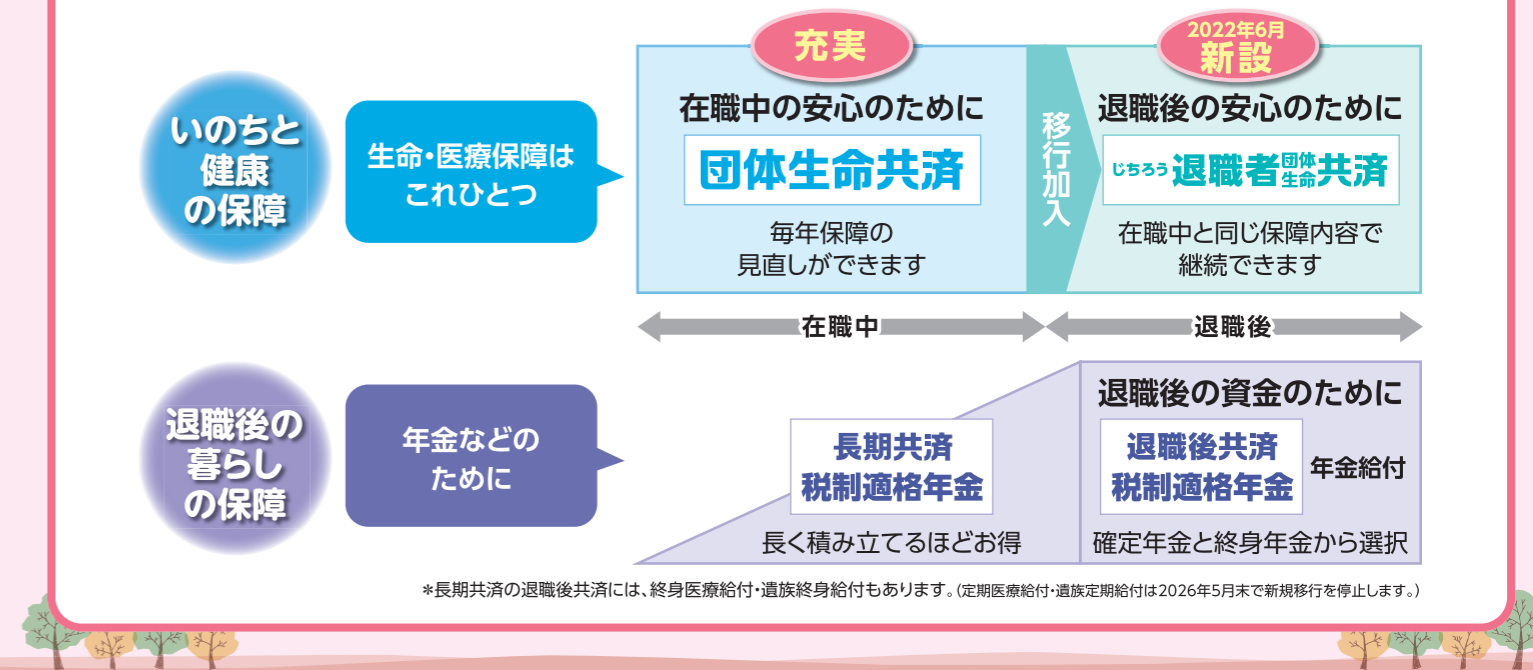 いのちと
健康
の保障
生命・医療保障は
これひとつ
充実
在職中の安心のために
団体生命共済
毎年保障の
見直しができます
移行加入
2022年6月
新設
退職後の安心のために
じちろう退職者団体生命共済
在職中と同じ保障内容で
継続できます
在職中
退職後
退職後の
暮らし
の保障
年金などの
ために
長期共済
税制適格年金
長く積み立てるほどお得
退職後の資金のために
退職後共済
税制適格年金
年金給付
確定年金と終身年金から選択
＊長期共済の退職後共済には、終身医療給付・遺族終身給付もあります。（定期医療給付・遺族定期給付は2026年5月末で新規移行を停止します。）